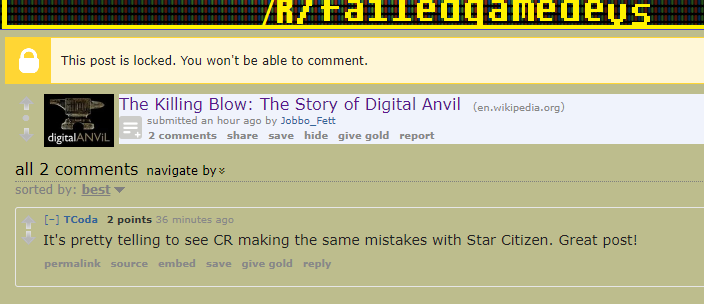 /R/failedgamedevs
This post is locked. You won't be able to comment.
The Killing Blow: The Story of Digital Anvil (en.wikipedia.org)
digitalANViL
submitted an hour ago by Jobbo_Fett
2 comments share save hide give gold report
all 2 comments navigate by
sorted by: best
[–] TCoda 2 points 36 minutes ago
It's pretty telling to see CR making the same mistakes with Star Citizen. Great post!
permalink source embed save give gold reply